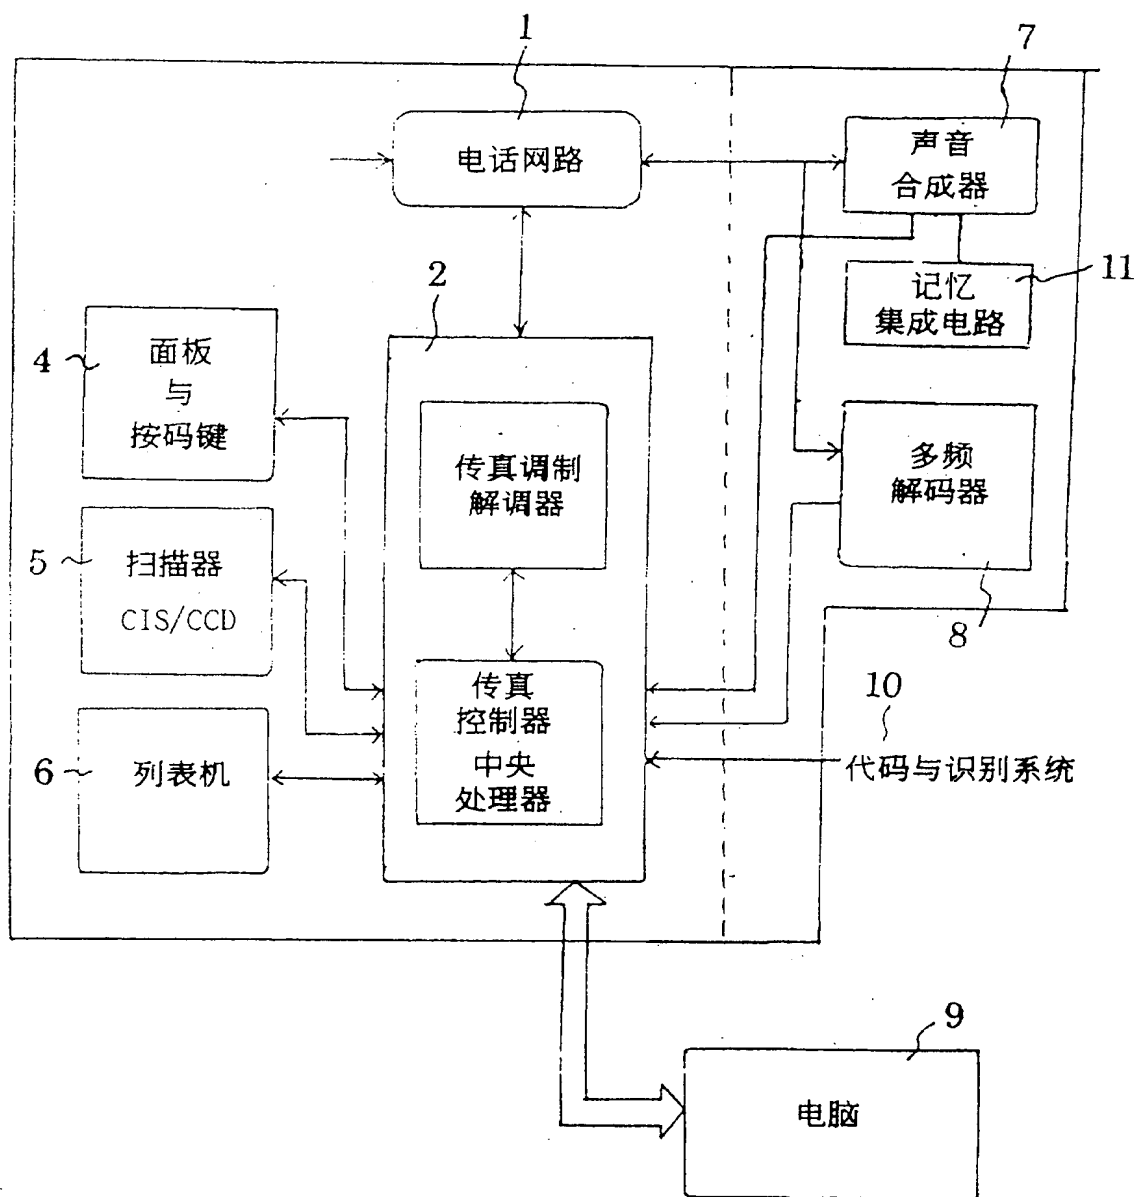 1
7
电话网路
声音
合成器
2
11
记忆
集成电路
4
面板
与
按码键
传真调制
解调器
多频
解码器
5
扫描器
CIS/CCD
8
传真
控制器
中央
处理器
10
代码与识别系统
6
列表机
9
电脑